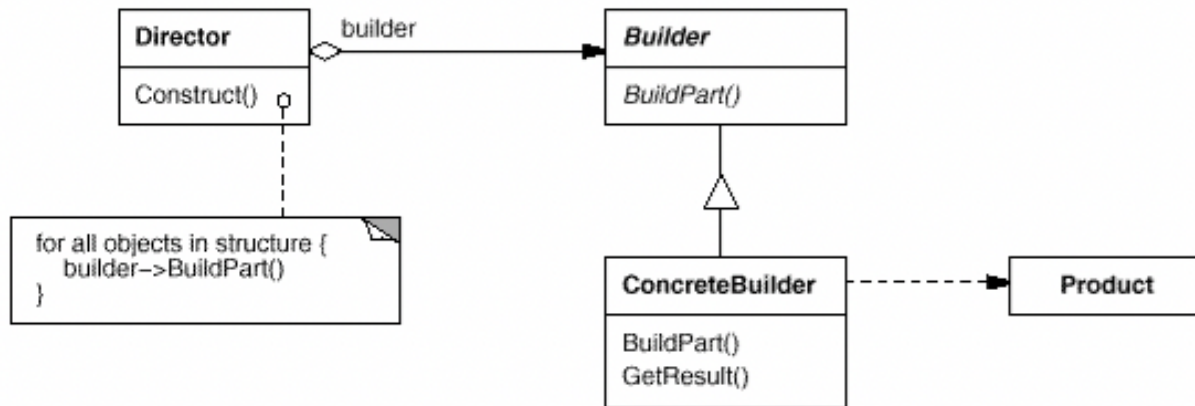 Director
builder
Builder
Construct()
BuildPart()
for all objects in structure {
builder->BuildPart()
}
ConcreteBuilder
Product
BuildPart()
GetResult()